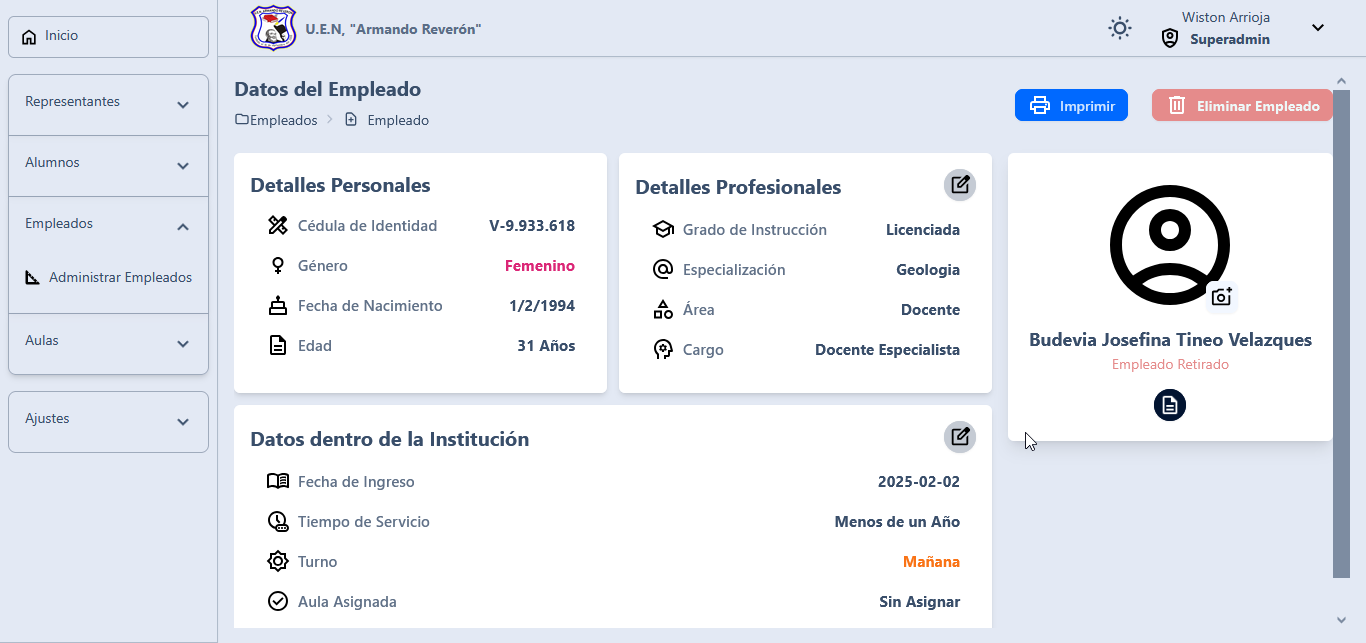 Inicio
Representantes
Alumnos
Empleados
Administrar Empleados
Aulas
Ajustes
U.E.N, "Armando Reverón"
Wiston Arrioja
Superadmin
Datos del Empleado
Empleados
Empleado
Imprimir
Eliminar Empleado
Detalles Personales
Cédula de Identidad V-9.933.618
Género Femenino
Fecha de Nacimiento 1/2/1994
Edad 31 Años
Detalles Profesionales
Grado de Instrucción Licenciada
Especialización Geologia
Área Docente
Cargo Docente Especialista
Budevia Josefina Tineo Velazques
Empleado Retirado
Datos dentro de la Institución
Fecha de Ingreso 2025-02-02
Tiempo de Servicio Menos de un Año
Turno Mañana
Aula Asignada Sin Asignar